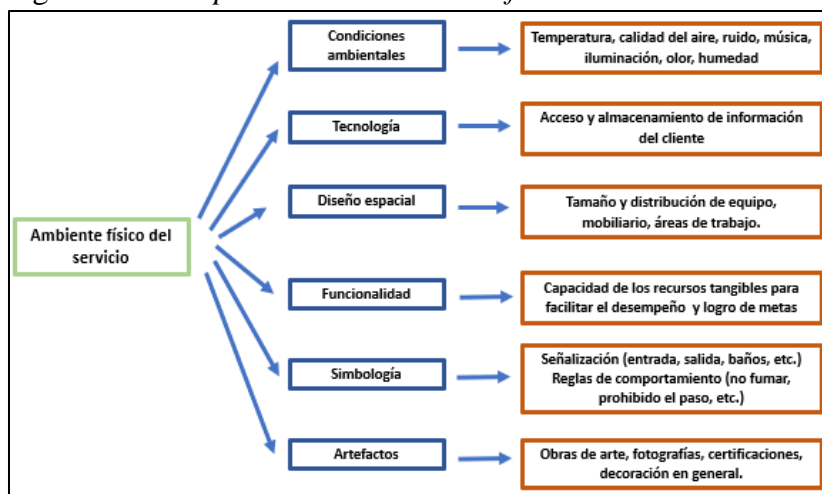 Condiciones
ambientales
Temperatura, calidad del aire, ruido, música,
iluminación, olor, humedad
Tecnología
Acceso y almacenamiento de información
del cliente
Diseño espacial
Tamaño y distribución de equipo,
mobiliario, áreas de trabajo.
Ambiente físico del
servicio
Funcionalidad
Capacidad de los recursos tangibles para
facilitar el desempeño y logro de metas
Simbología
Señalización (entrada, salida, baños, etc.)
Reglas de comportamiento (no fumar,
prohibido el paso, etc.)
Artefactos
Obras de arte, fotografías, certificaciones,
decoración en general.